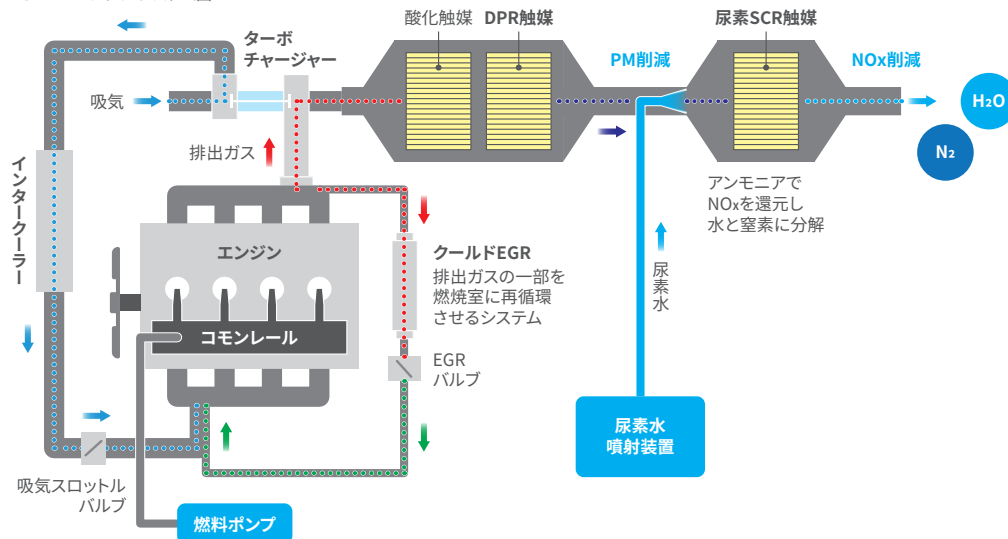 ターボ
チャージャー
酸化触媒
DPR触媒
尿素SCR触媒
PM削減
NOx削減
吸気
H₂O
N₂
排出ガス
インタークーラー
アンモニアで
NOxを還元し
水と窒素に分解
エンジン
クールドEGR
排出ガスの一部を
燃焼室に再循環
させるシステム
尿素水
コモンレール
EGR
バルブ
尿素水
噴射装置
吸気スロットル
バルブ
燃料ポンプ